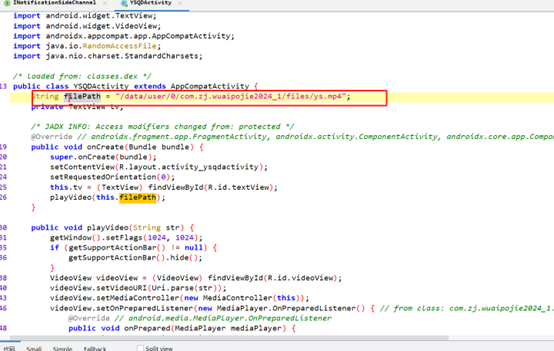 INotificationSideChannel × YSQDActivity ×
import android.widget.TextView;
import android.widget.VideoView;
import androidx.appcompat.app.AppCompatActivity;
import java.io.RandomAccessFile;
import java.nio.charset.StandardCharsets;
/* Loaded from: classes.dex */
13 public class YSQDActivity extends AppCompatActivity {
String filePath = "/data/user/0/com.zj.wuaipojie2024_1/files/ys.mp4";
private TextView tv;
/* JADX INFO: Access modifiers changed from: protected */
@Override // androidx.fragment.app.FragmentActivity, androidx.activity.ComponentActivity, androidx.core.app.Compo
19 public void onCreate(Bundle bundle) {
20 super.onCreate(bundle);
21 setContentView(R.layout.activity_ysqdactivity);
22 setRequestedOrientation(0);
25 this.tv = (TextView) findViewById(R.id.textView);
26 playVideo(this.filePath);
}
30 public void playVideo(String str) {
31 getWindow().setFlags(1024, 1024);
35 if (getSupportActionBar() != null) {
36 getSupportActionBar().hide();
}
38 VideoView videoView = (VideoView) findViewById(R.id.videoView);
40 videoView.setVideoURI(Uri.parse(str));
43 videoView.setMediaController(new MediaController(this));
46 videoView.setOnPreparedListener(new MediaPlayer.OnPreparedListener() { // from class: com.zj.wuaipojie2024_1.
@Override // android.media.MediaPlayer.OnPreparedListener
48 public void onPrepared(MediaPlayer mediaPlayer) {
代码 Smali Simple Fallback Split view